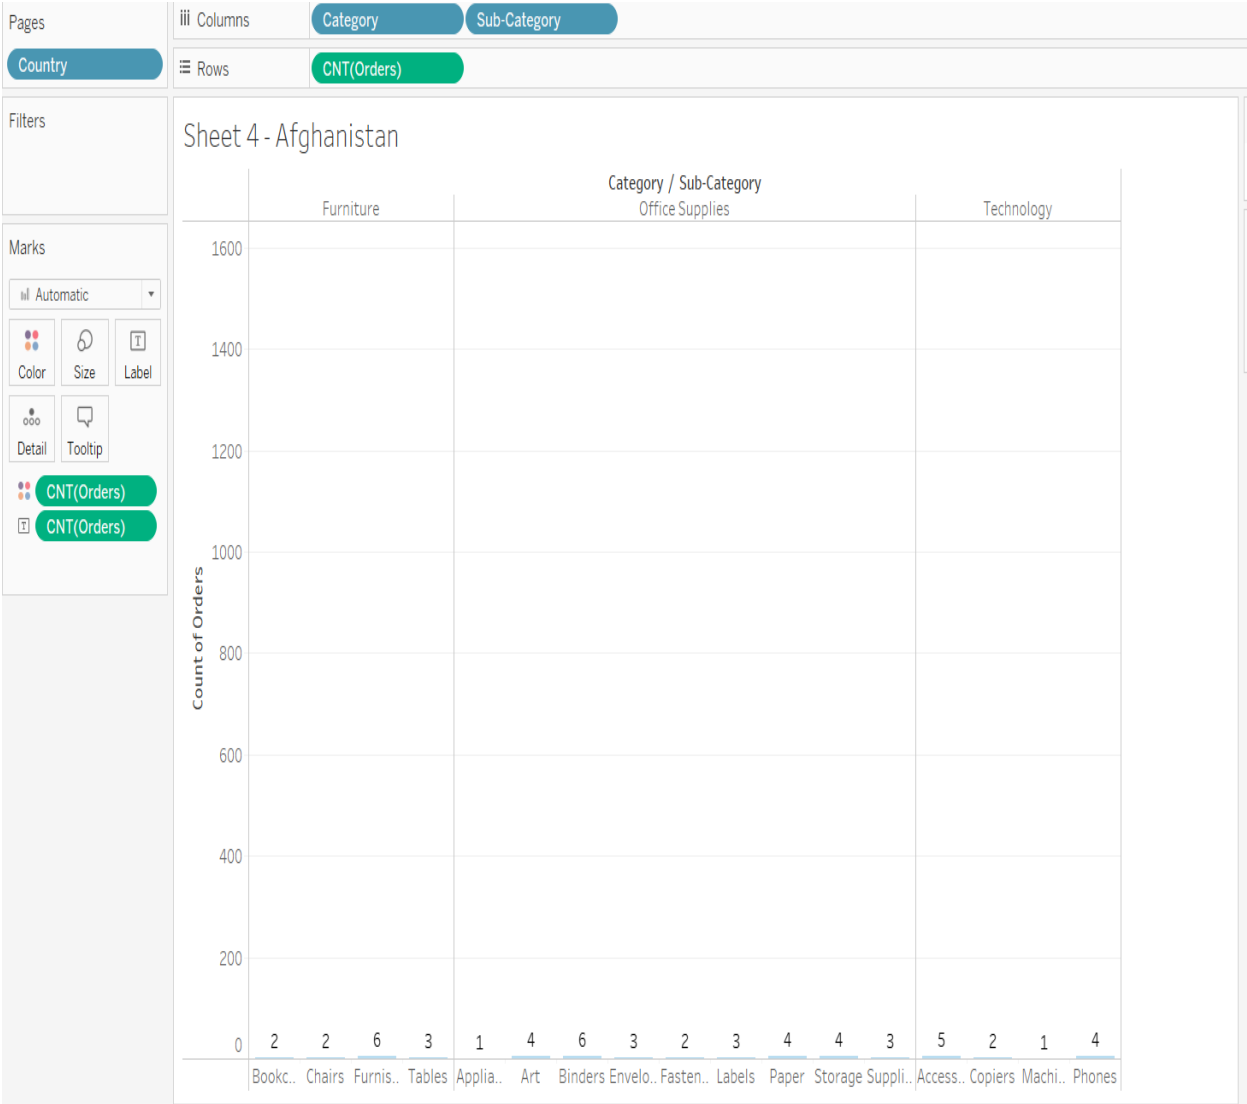 Pages
Country
Columns
Category
Sub-Category
Rows
CNT(Orders)
Filters
Marks
Automatic
Color
Size
T
Label
Detail
Tooltip
CNT(Orders)
T
CNT(Orders)
Sheet 4 - Afghanistan
Category / Sub-Category
Furniture
Office Supplies
Technology
Count of Orders
1600
1400
1200
1000
800
600
400
200
0
2 2 6 3 1 4 6 3 2 3 4 4 3 5 2 1 4
Bookc.. Chairs Furnis.. Tables Applia.. Art Binders Envelo.. Fasten.. Labels Paper Storage Suppli.. Access.. Copiers Machi.. Phones